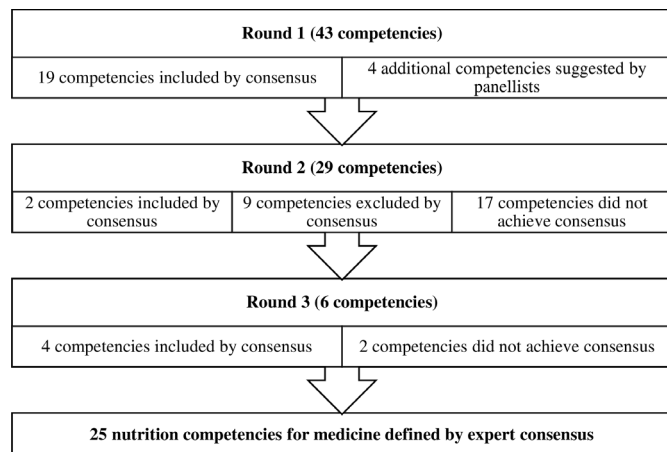 Round 1 (43 competencies)
19 competencies included by consensus
4 additional competencies suggested by
panellists
Round 2 (29 competencies)
2 competencies included by
consensus
9 competencies excluded by
consensus
17 competencies did not
achieve consensus
Round 3 (6 competencies)
4 competencies included by consensus
2 competencies did not achieve consensus
25 nutrition competencies for medicine defined by expert consensus